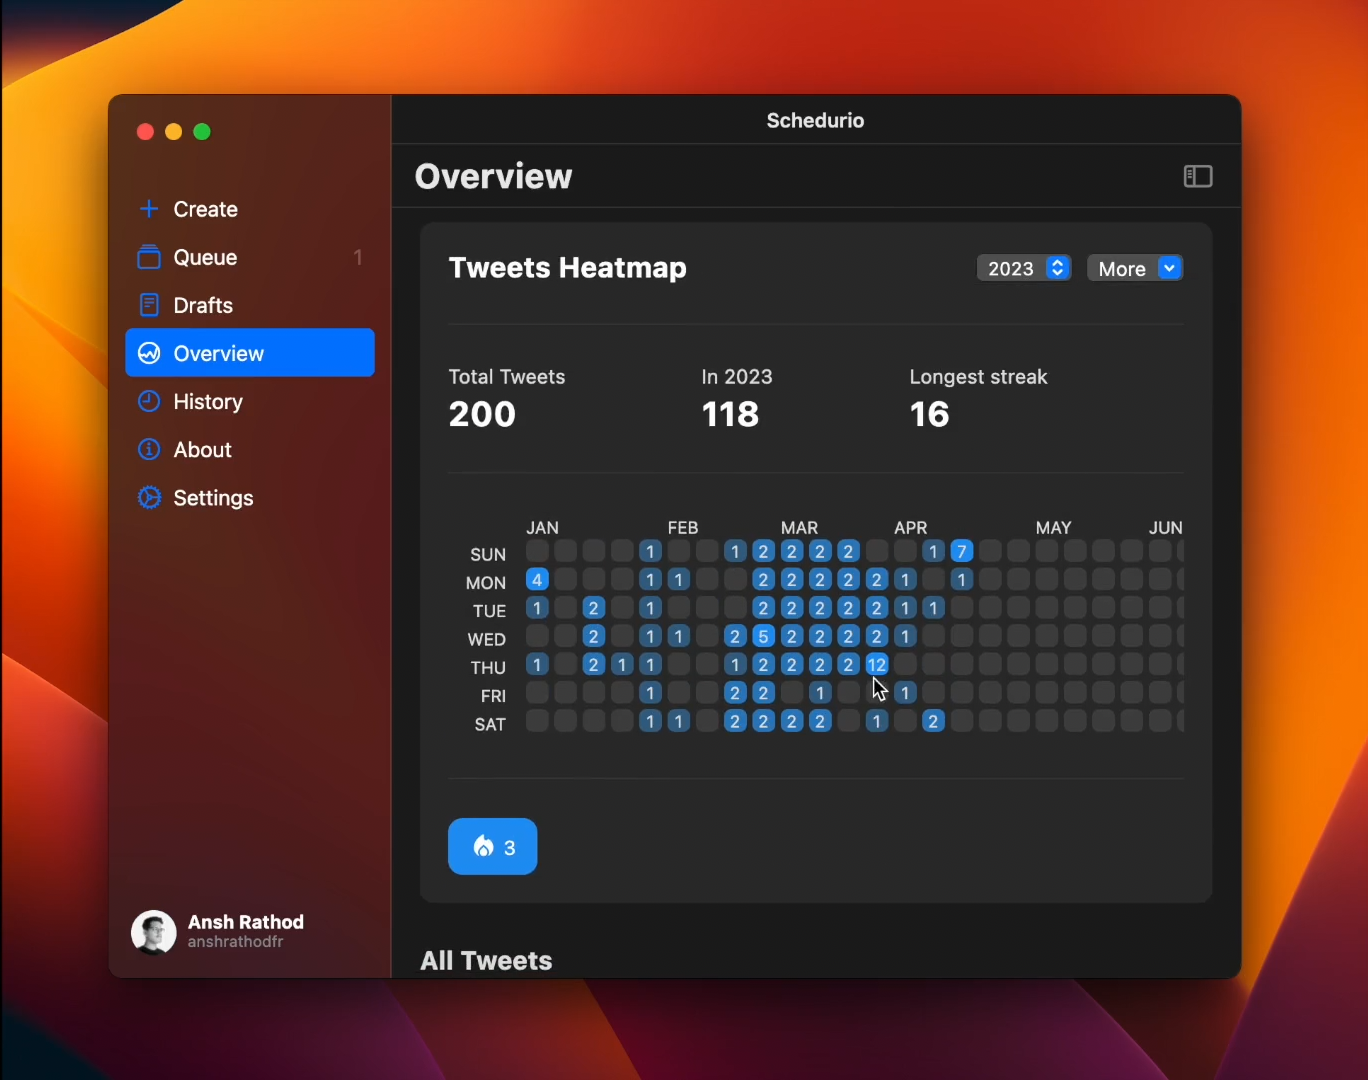 Schedurio
Overview
Create
Queue 1
Drafts
Overview
History
About
Settings
Ansh Rathod
anshrathodfr
Tweets Heatmap
2023
More
Total Tweets
200
In 2023
118
Longest streak
16
JAN FEB MAR APR MAY JUN
SUN 1 1 2 2 2 2 1 7
MON 4 1 1 2 2 2 2 2 1 1
TUE 1 2 1 2 2 2 2 2 1 1
WED 2 1 1 2 5 2 2 2 2 1
THU 1 2 1 1 1 2 2 2 2 12
FRI 1 2 2 1 1
SAT 1 1 2 2 2 2 1 2
3
All Tweets